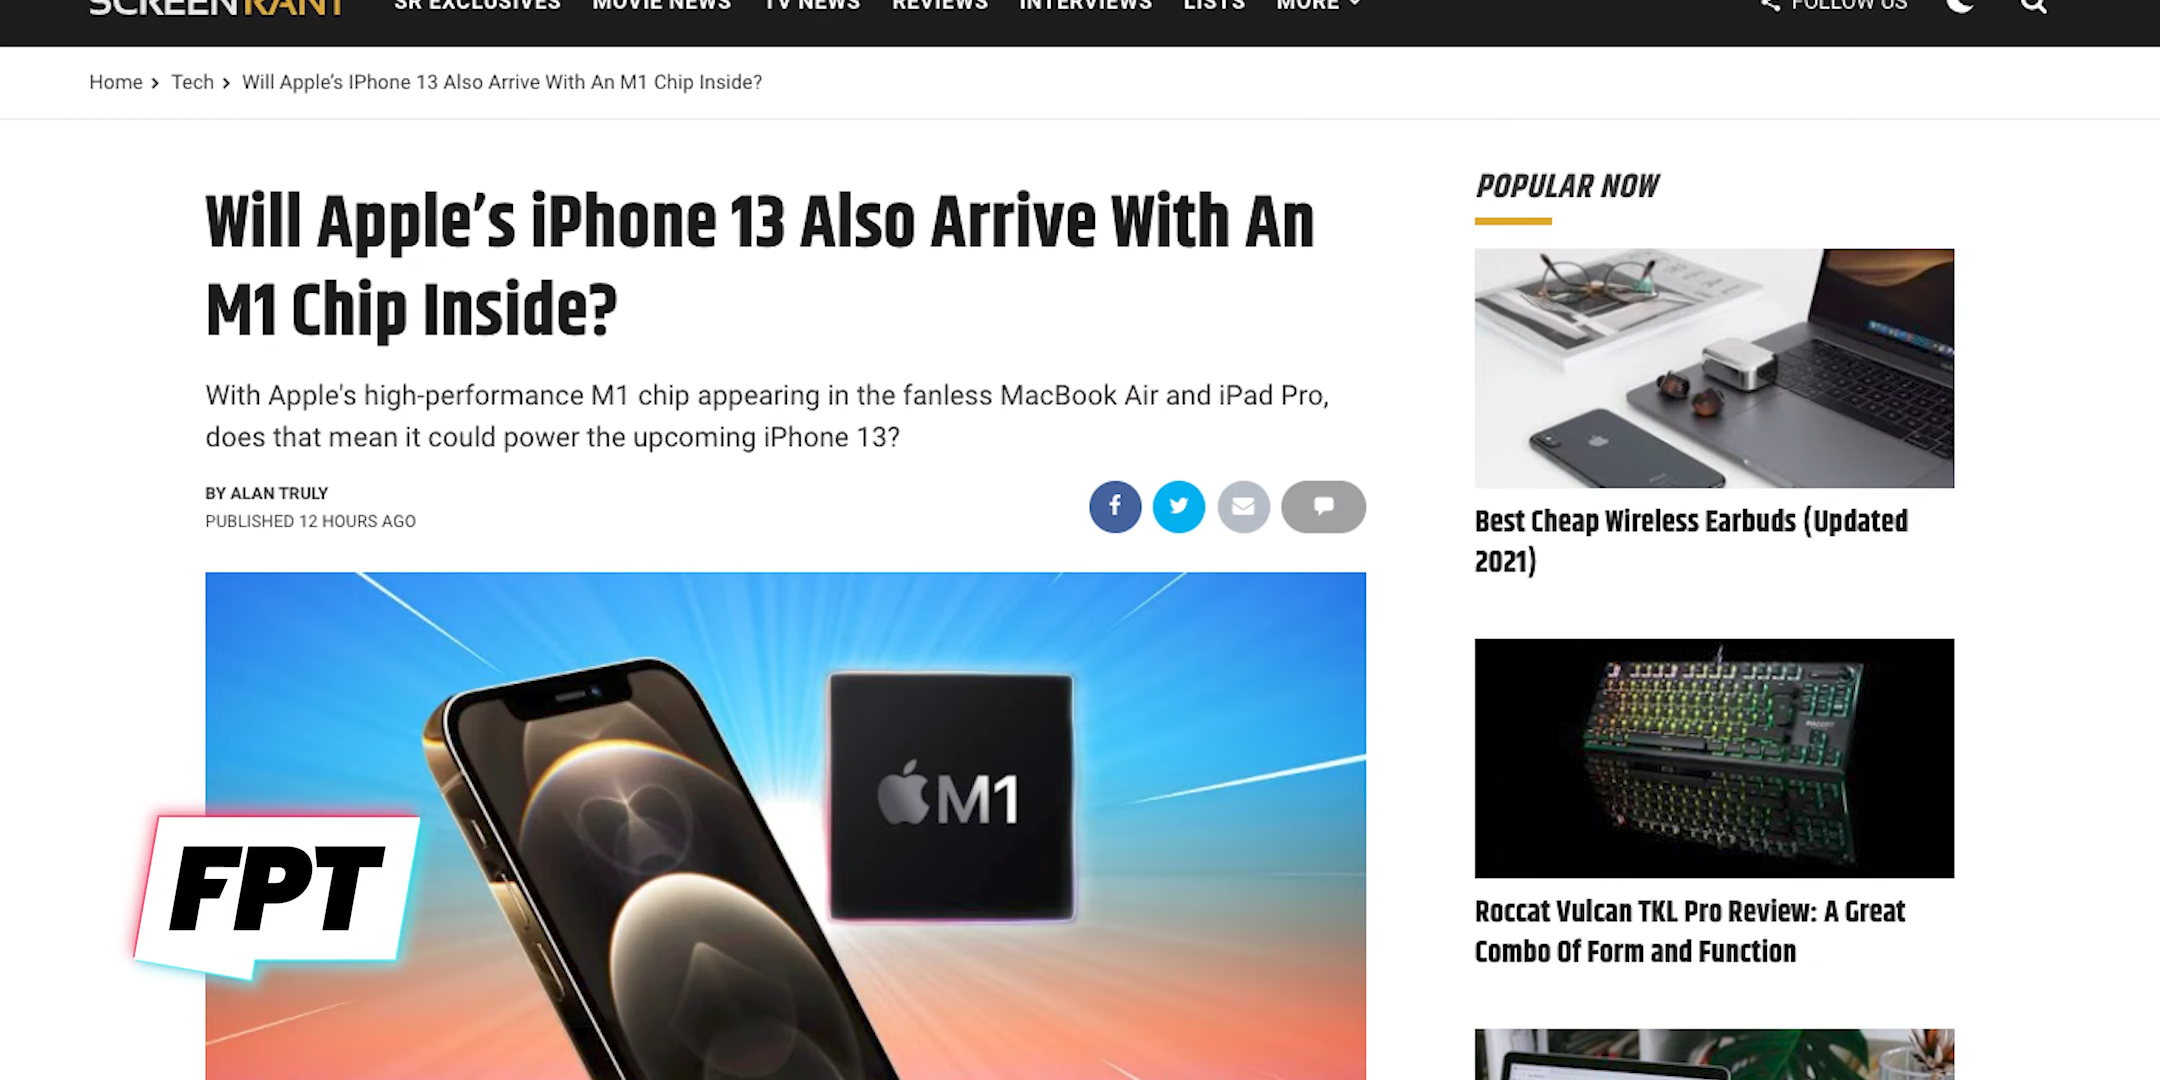 SCREENRANT
SR EXCLUSIVES MOVIE NEWS TV NEWS REVIEWS INTERVIEWS LISTS MORE
FOLLOW US
Home > Tech > Will Apple’s IPhone 13 Also Arrive With An M1 Chip Inside?
Will Apple’s iPhone 13 Also Arrive With An
M1 Chip Inside?
With Apple's high-performance M1 chip appearing in the fanless MacBook Air and iPad Pro,
does that mean it could power the upcoming iPhone 13?
BY ALAN TRULY
PUBLISHED 12 HOURS AGO
M1
FPT
POPULAR NOW
Best Cheap Wireless Earbuds (Updated
2021)
Roccat Vulcan TKL Pro Review: A Great
Combo Of Form and Function